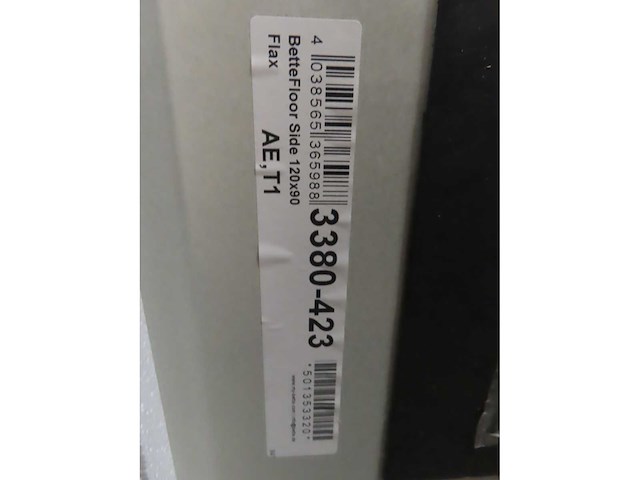 4 038565 365988
3380-423
*501353320*
BetteFloor Side 120x90
Flax
AE,T1